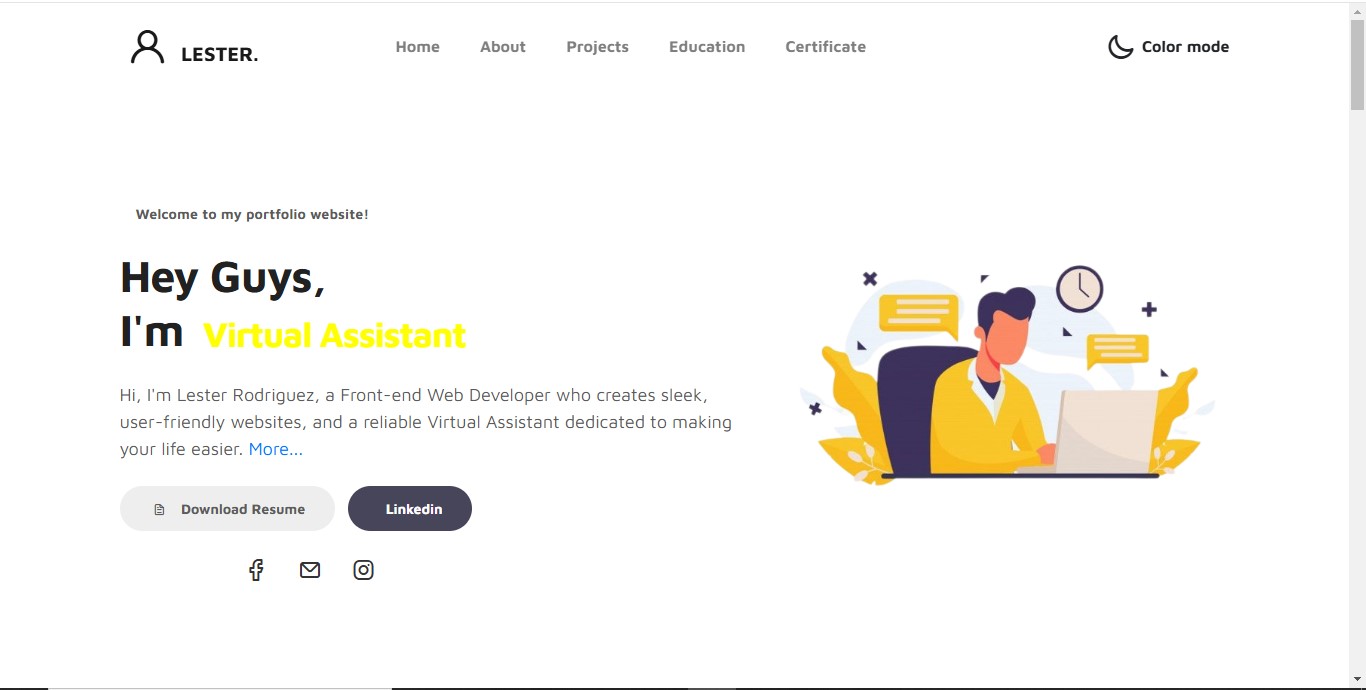 LESTER.
Home
About
Projects
Education
Certificate
Color mode
Welcome to my portfolio website!
Hey Guys,
I'm Virtual Assistant
Hi, I'm Lester Rodriguez, a Front-end Web Developer who creates sleek,
user-friendly websites, and a reliable Virtual Assistant dedicated to making
your life easier. More...
Download Resume
Linkedin